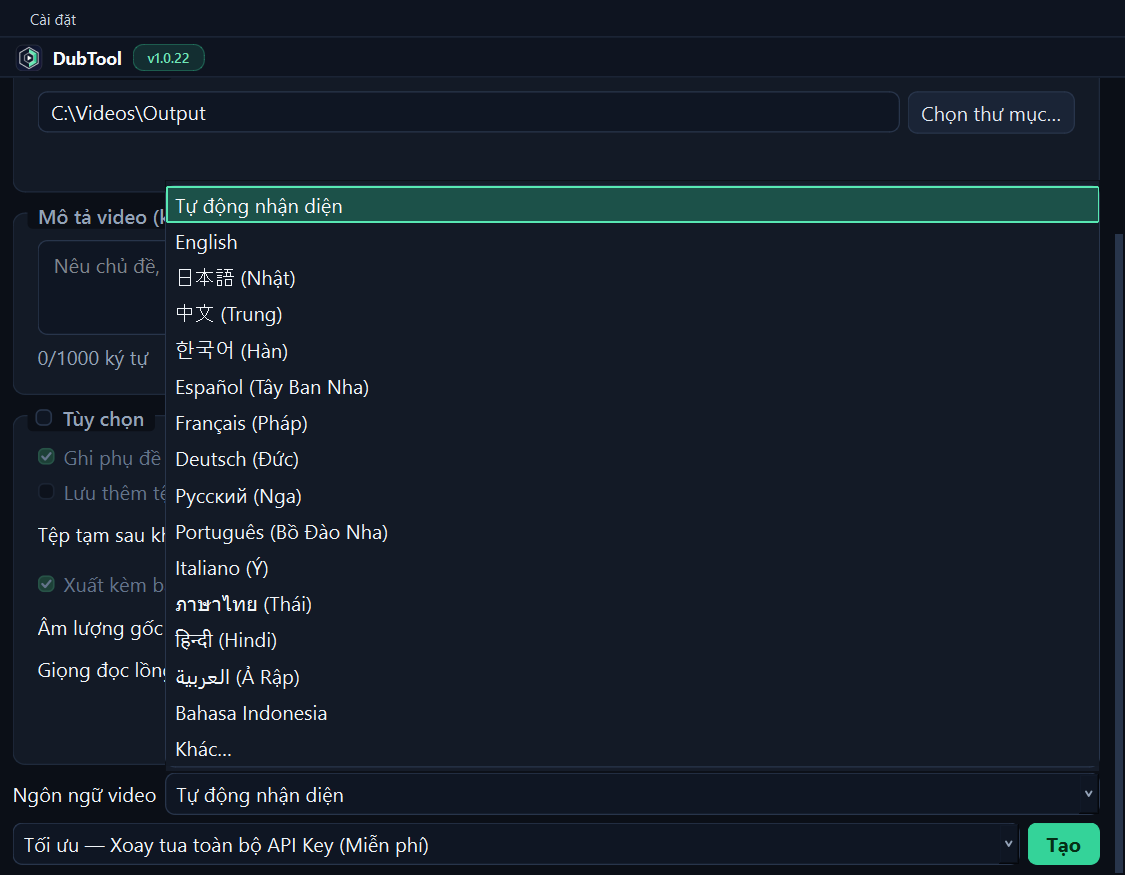 Cài đặt
DubTool v1.0.22
C:\Videos\Output
Chọn thư mục...
Tự động nhận diện
Mô tả video
English
Nêu chủ đề,
日本語 (Nhật)
中文 (Trung)
0/1000 ký tự
한국어 (Hàn)
Español (Tây Ban Nha)
Tùy chọn
Français (Pháp)
Ghi phụ đề
Deutsch (Đức)
Lưu thêm
Русский (Nga)
Tệp tạm sau
Português (Bồ Đào Nha)
Italiano (Ý)
Xuất kèm
ภาษาไทย (Thái)
Âm lượng gốc
हिन्दी (Hindi)
Giọng đọc
العربية (Ả Rập)
Bahasa Indonesia
Khác...
Ngôn ngữ video
Tự động nhận diện
Tối ưu — Xoay tua toàn bộ API Key (Miễn phí)
Tạo